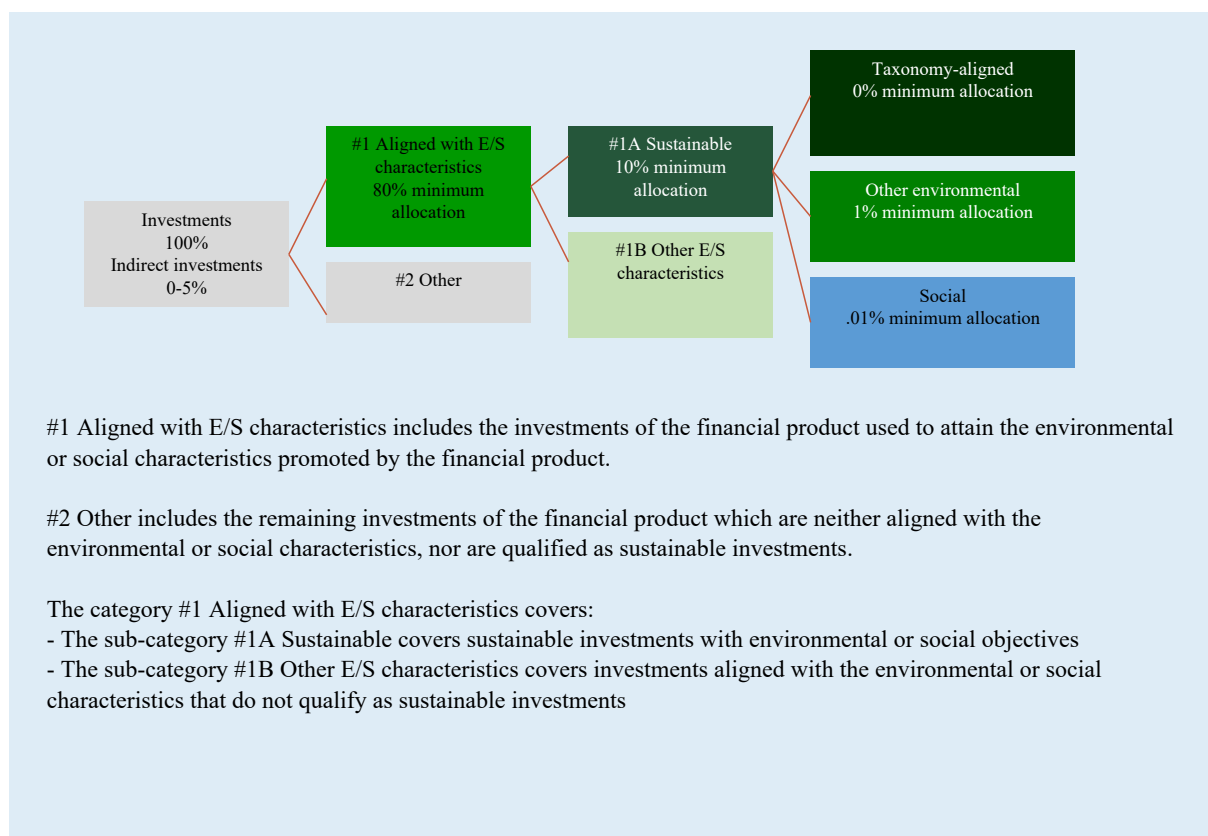 Investments
100%
Indirect investments
0-5%
#1 Aligned with E/S
characteristics
80% minimum
allocation
#2 Other
#1A Sustainable
10% minimum
allocation
#1B Other E/S
characteristics
Taxonomy-aligned
0% minimum allocation
Other environmental
1% minimum allocation
Social
.01% minimum allocation
#1 Aligned with E/S characteristics includes the investments of the financial product used to attain the environmental
or social characteristics promoted by the financial product.
#2 Other includes the remaining investments of the financial product which are neither aligned with the
environmental or social characteristics, nor are qualified as sustainable investments.
The category #1 Aligned with E/S characteristics covers:
- The sub-category #1A Sustainable covers sustainable investments with environmental or social objectives
- The sub-category #1B Other E/S characteristics covers investments aligned with the environmental or social
characteristics that do not qualify as sustainable investments